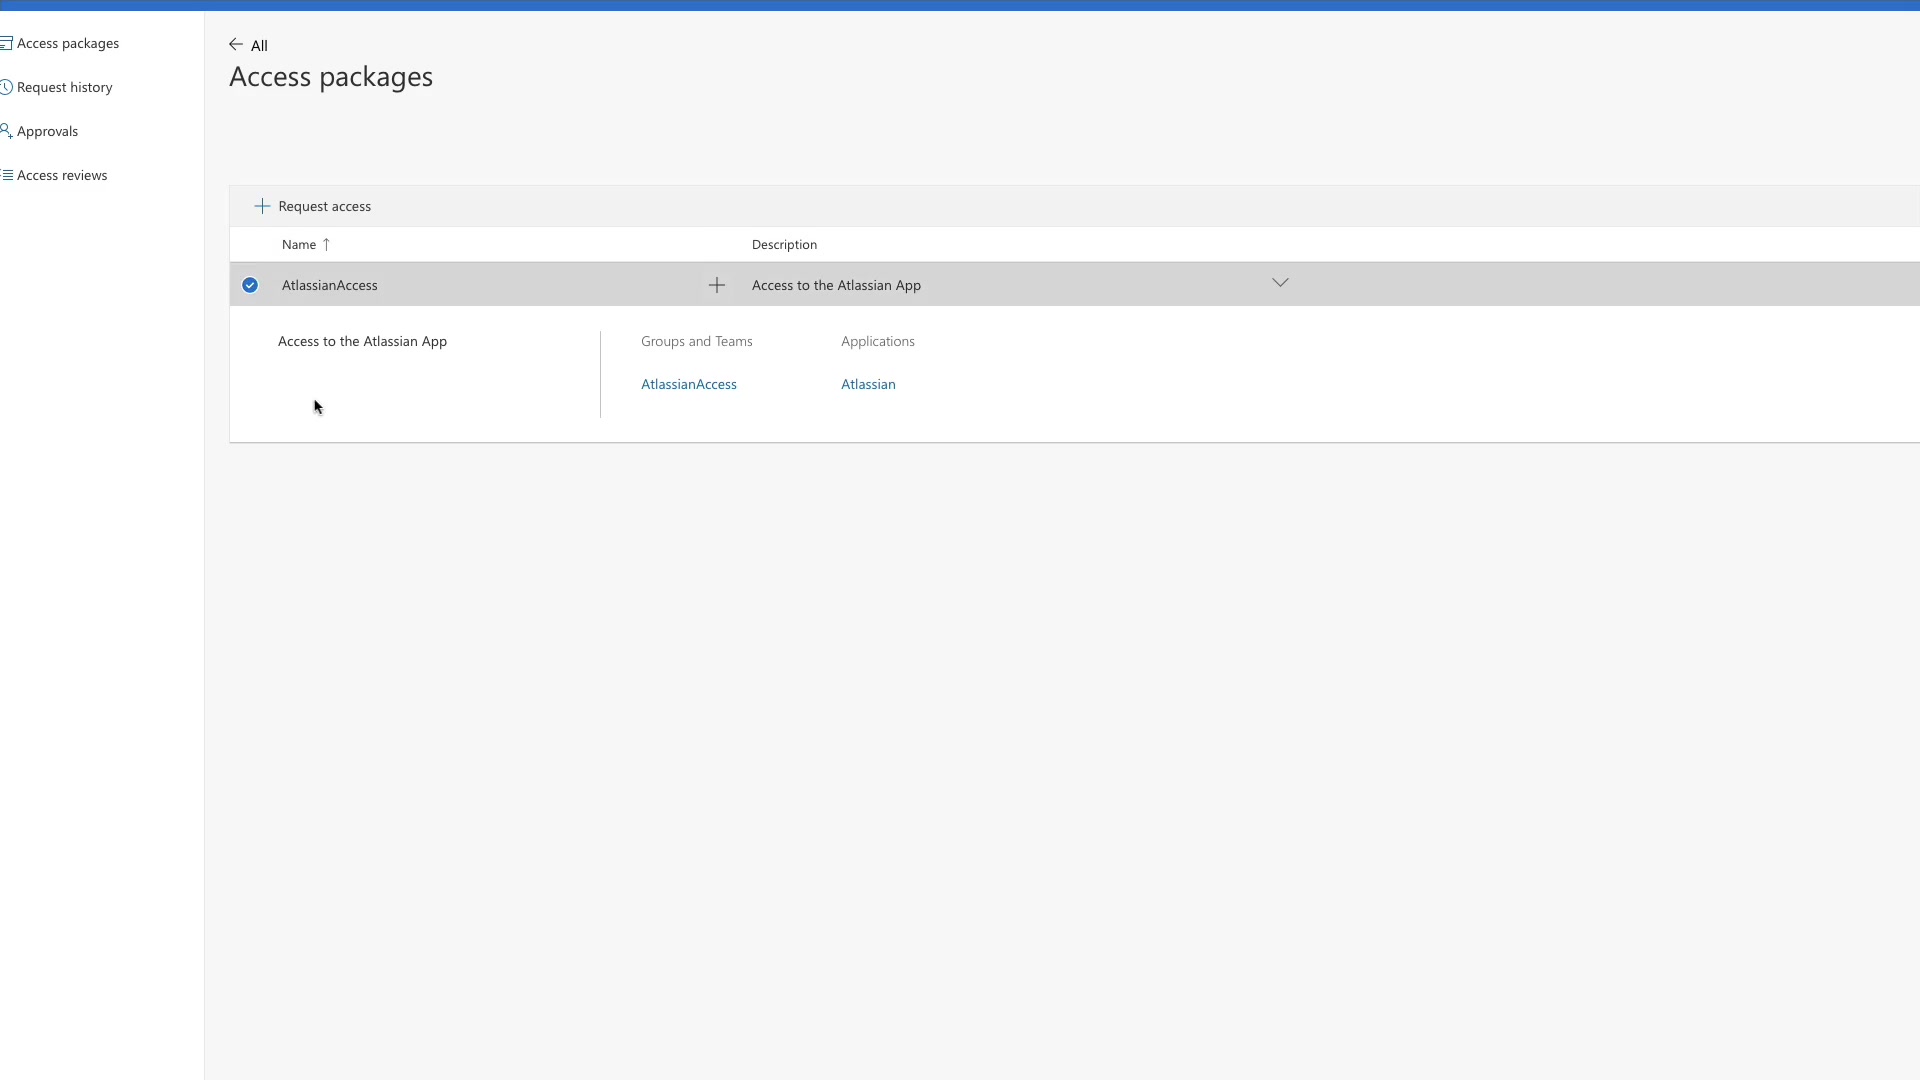 Access packages
Request history
Approvals
Access reviews
All
Access packages
Request access
Name
Description
AtlassianAccess
Access to the Atlassian App
Access to the Atlassian App
Groups and Teams
Applications
AtlassianAccess
Atlassian